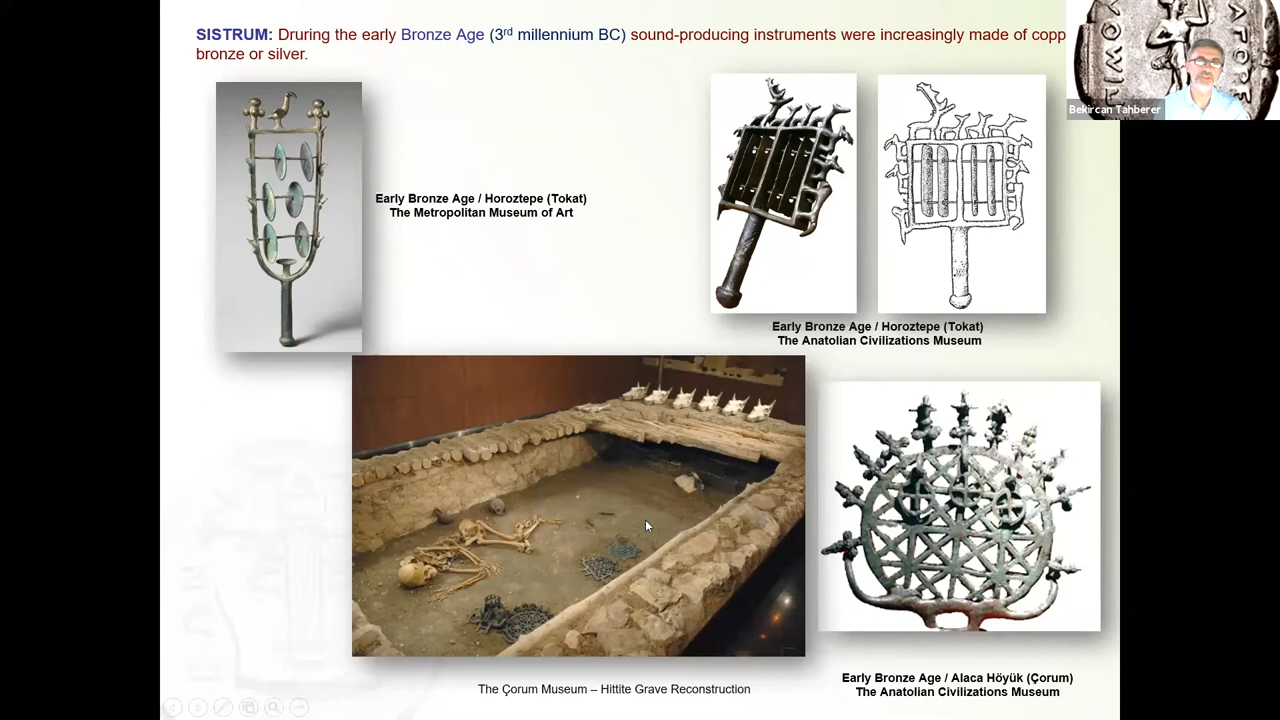 SISTRUM: Druring the early Bronze Age (3rd millennium BC) sound-producing instruments were increasingly made of copp
bronze or silver.
Bekircan Tahberer
Early Bronze Age / Horoztepe (Tokat)
The Metropolitan Museum of Art
Early Bronze Age / Horoztepe (Tokat)
The Anatolian Civilizations Museum
The Çorum Museum – Hittite Grave Reconstruction
Early Bronze Age / Alaca Höyük (Çorum)
The Anatolian Civilizations Museum